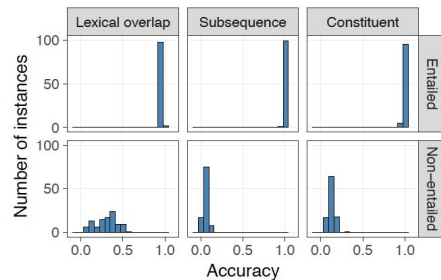 Lexical overlap Subsequence Constituent
Number of instances
100
50
0
Entailed
100
50
0
Non-entailed
0.0 0.5 1.0 0.0 0.5 1.0 0.0 0.5 1.0
Accuracy